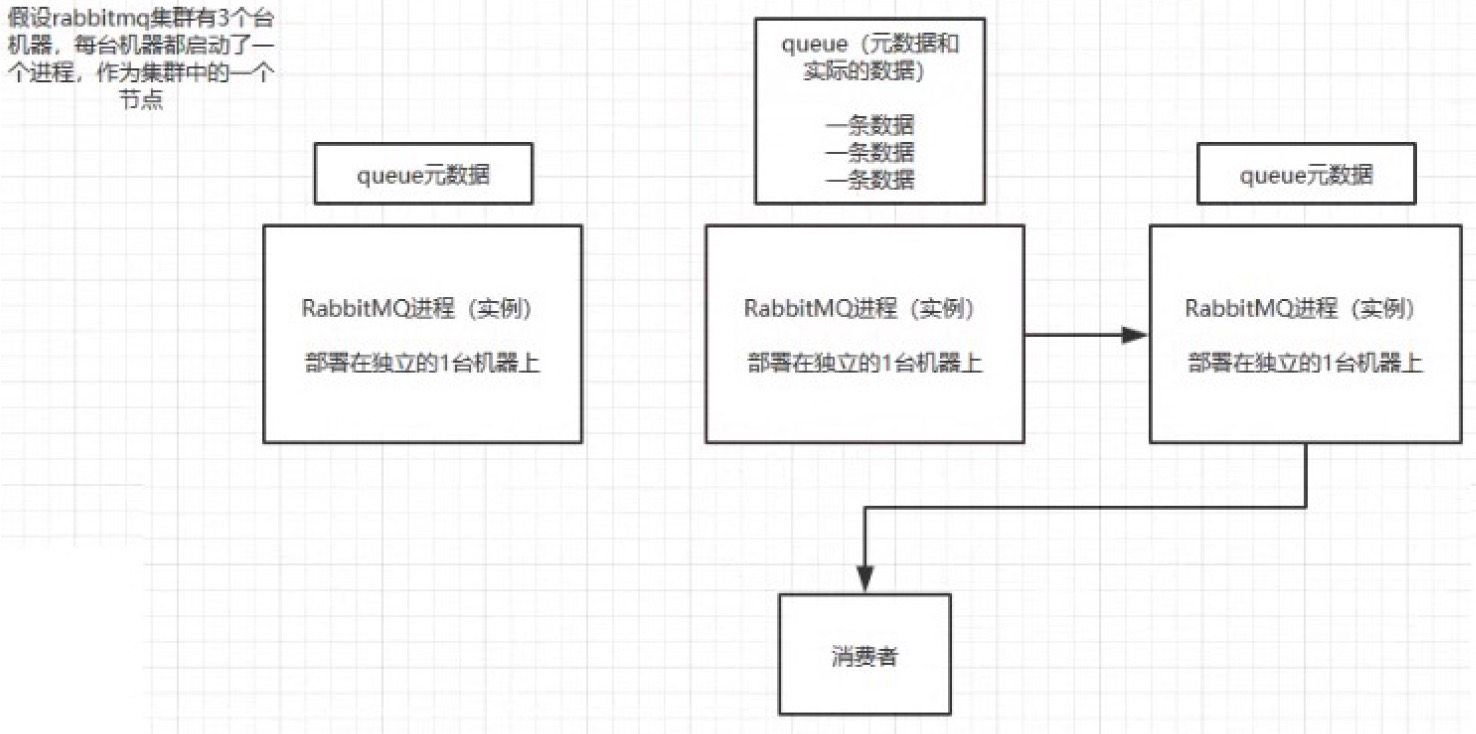 假设rabbitmq集群有3个台
机器，每台机器都启动了一
个进程，作为集群中的一个
节点
queue（元数据和
实际的数据）
一条数据
一条数据
一条数据
queue元数据
queue元数据
RabbitMQ进程（实例）
部署在独立的1台机器上
RabbitMQ进程（实例）
部署在独立的1台机器上
RabbitMQ进程（实例）
部署在独立的1台机器上
消费者